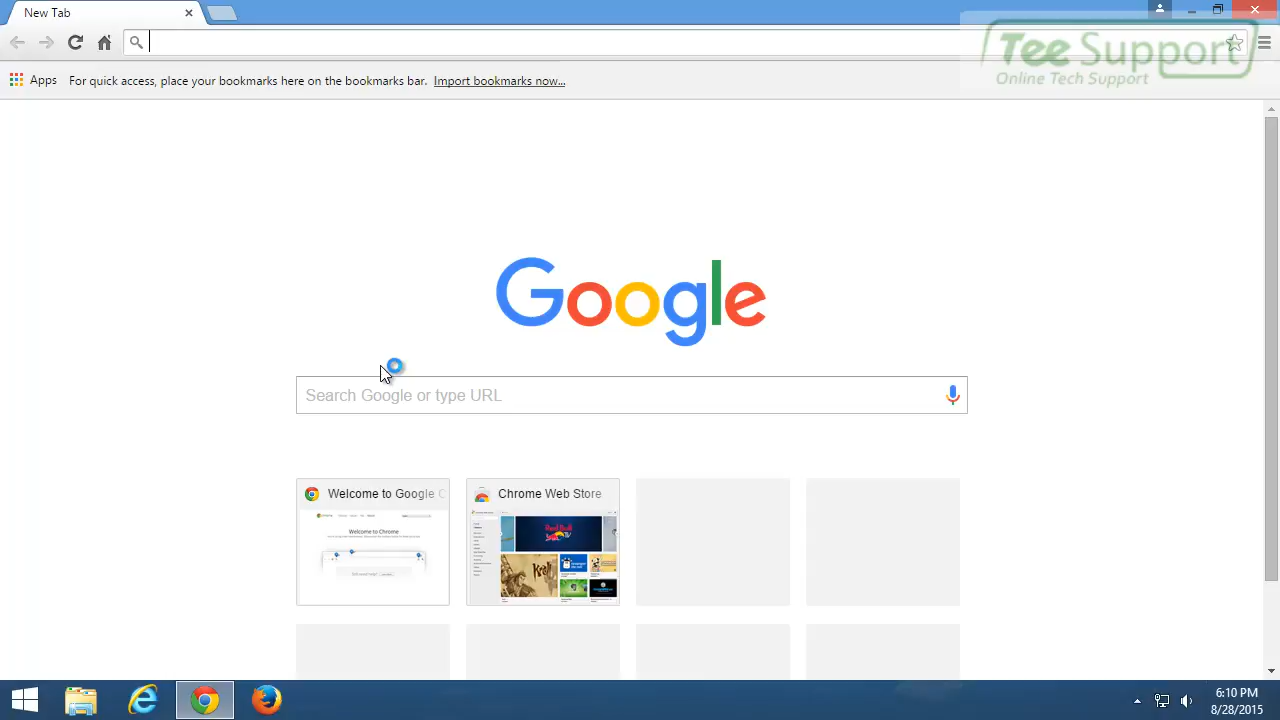 New Tab
Tee Support
Online Tech Support
Apps
For quick access, place your bookmarks here on the bookmarks bar. Import bookmarks now...
Google
Search Google or type URL
Welcome to Google C
Chrome Web Store
Welcome to Chrome
6:10 PM
8/28/2015